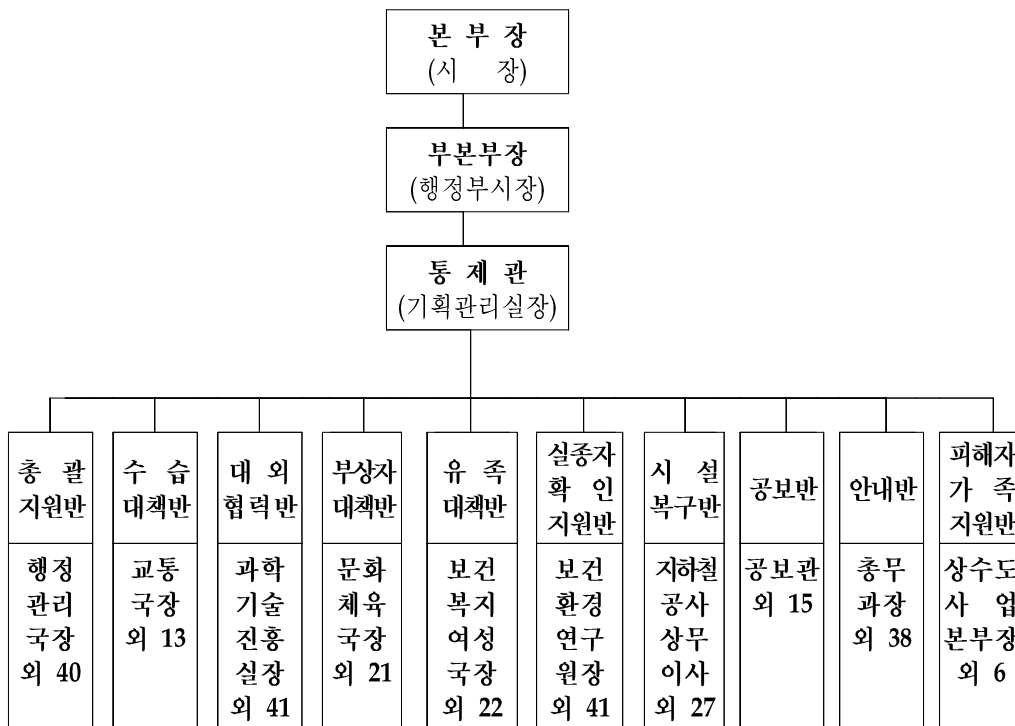 본 부 장
(시 장)
부본부장
(행정부시장)
통 제 관
(기획관리실장)
총 괄
지원반
수 습
대책반
대 외
협력반
부상자
대책반
유 족
대책반
실종자
확 인
지원반
시 설
복구반
공보반
안내반
피해자
가 족
지원반
행정
관리
국장
외 40
교통
국장
외 13
과학
기술
진흥
실장
외 41
문화
체육
국장
외 21
보건
복지
여성
국장
외 22
보건
환경
연구
원장
외 41
지하철
공사
상무
이사
외 27
공보관
외 15
총무
과장
외 38
상수도
사 업
본부장
외 6